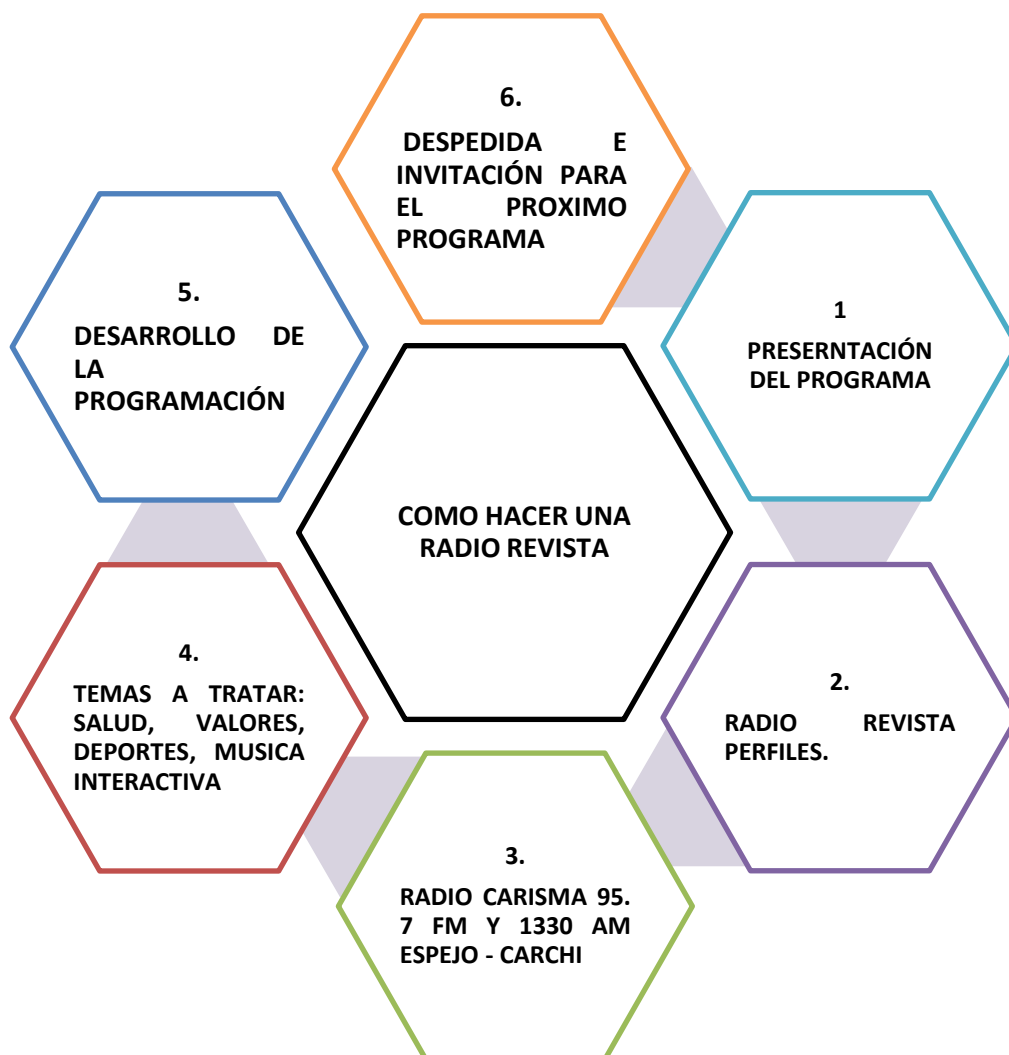 6.
DESPEDIDA E
INVITACIÓN PARA
EL PROXIMO
PROGRAMA
1
PRESERNTACIÓN
DEL PROGRAMA
5.
DESARROLLO DE
LA
PROGRAMACIÓN
COMO HACER UNA
RADIO REVISTA
2.
RADIO REVISTA
PERFILES.
4.
TEMAS A TRATAR:
SALUD, VALORES,
DEPORTES, MUSICA
INTERACTIVA
3.
RADIO CARISMA 95.
7 FM Y 1330 AM
ESPEJO - CARCHI